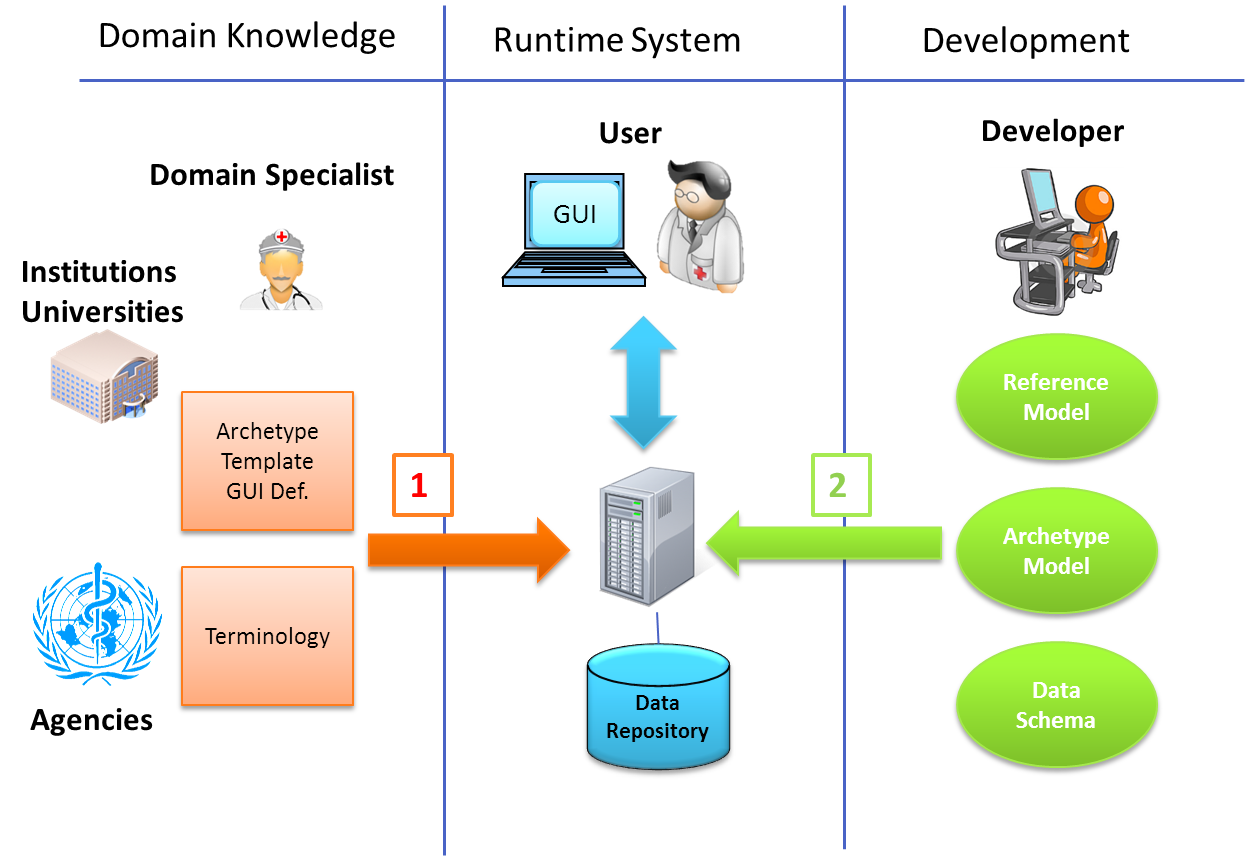 Domain Knowledge
Runtime System
Development
Domain Specialist
Institutions
Universities
Archetype
Template
GUI Def.
Terminology
Agencies
1
User
GUI
Data
Repository
2
Developer
Reference
Model
Archetype
Model
Data
Schema